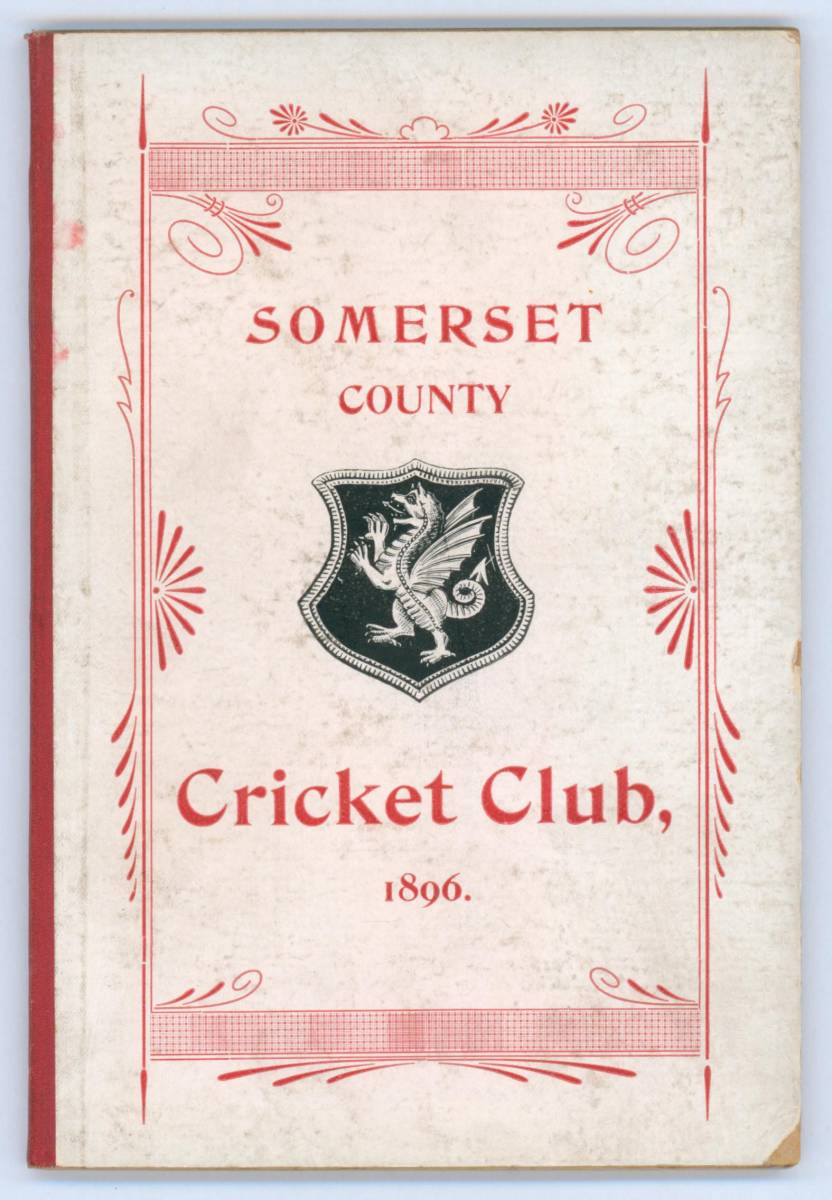 SOMERSET
COUNTY
Cricket Club,
1896.